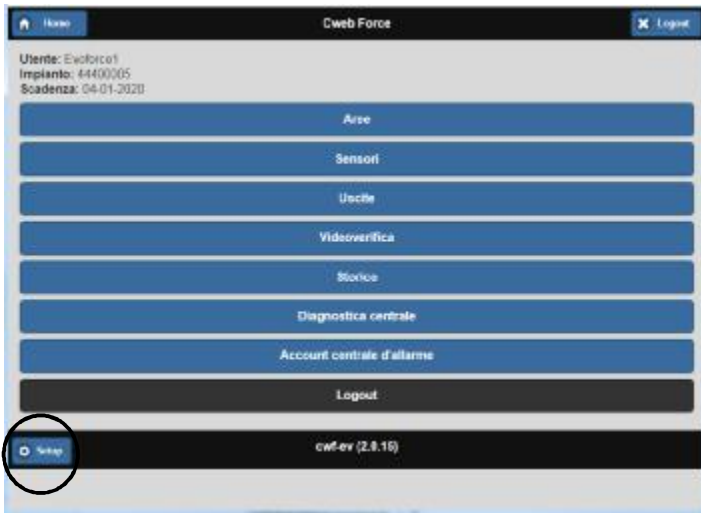 Home
Cweb Force
Logout
Utente: Evoforce1
Impianto: 44400005
Scadenza: 04-01-2020
Aree
Sensori
Uscite
Videoverifica
Storico
Diagnostica centrale
Account centrale d'allarme
Logout
Setup
cwf-ev (2.0.16)